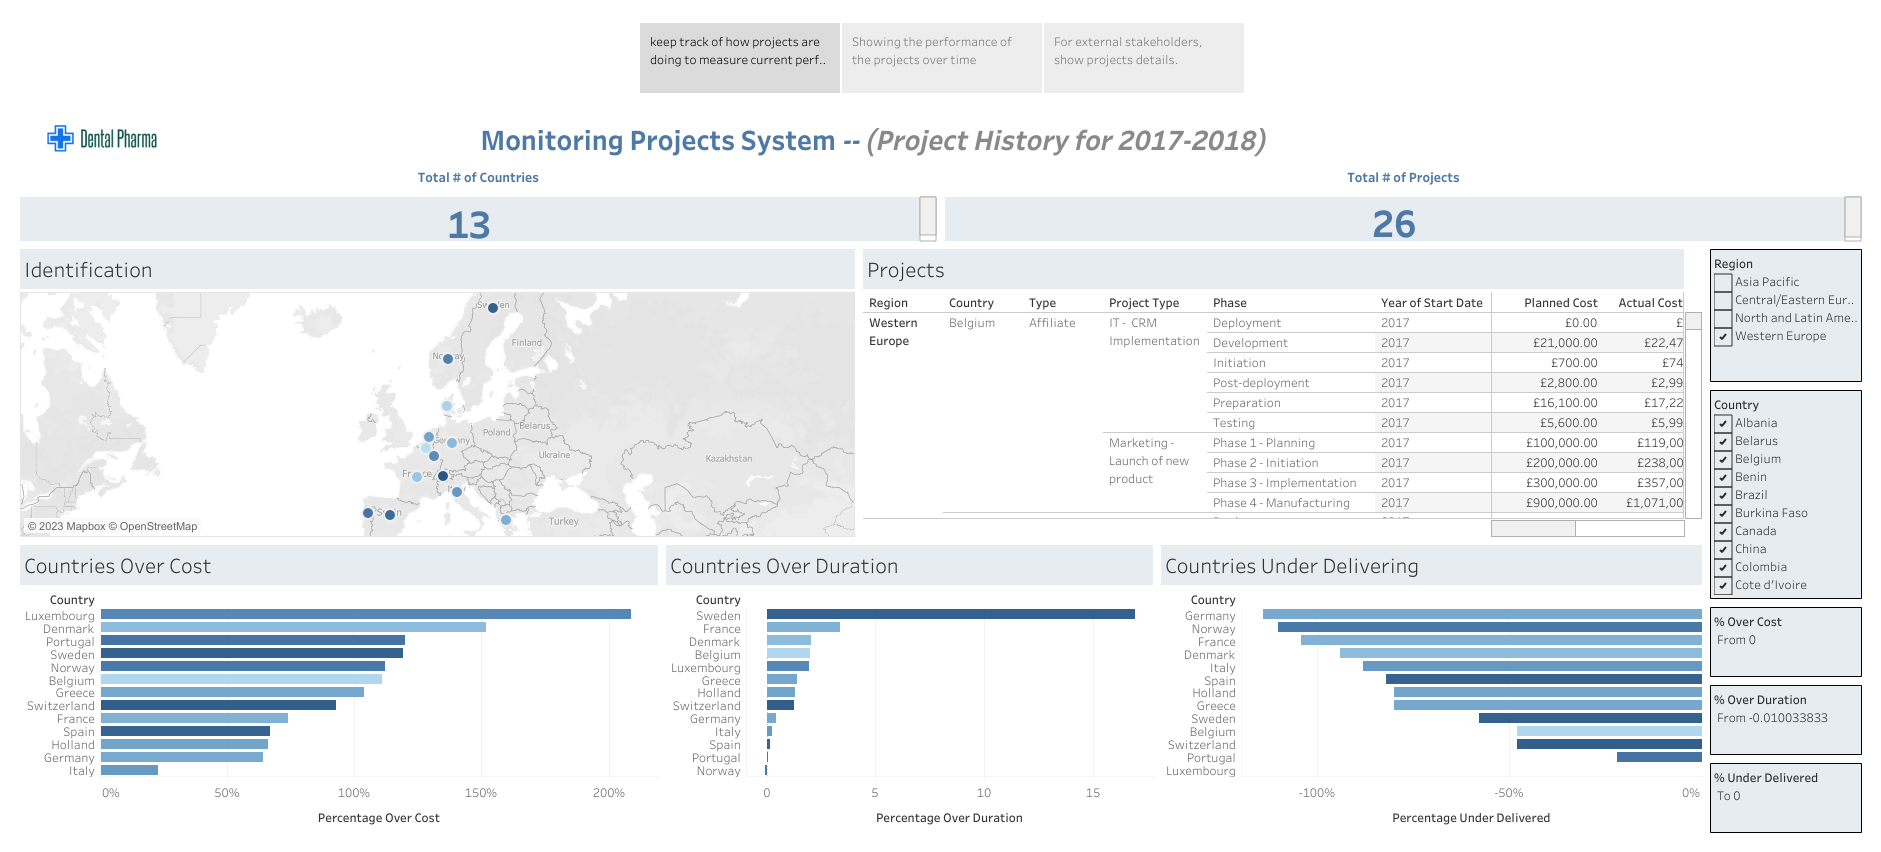 keep track of how projects are
doing to measure current perf..
Showing the performance of
the projects over time
For external stakeholders,
show projects details.
Dental Pharma
Monitoring Projects System -- (Project History for 2017-2018)
Total # of Countries
Total # of Projects
13
26
Identification
Sweden
Norway
Finland
Belarus
Poland
Germany
Ukraine
France
Kazakhstan
Italy
Spain
Turkey
© 2023 Mapbox © OpenStreetMap
Projects
Region Country Type Project Type Phase Year of Start Date Planned Cost Actual Cost
Western Belgium Affiliate IT - CRM Deployment 2017 £0.00 £
Europe Implementation Development 2017 £21,000.00 £22,47
Initiation 2017 £700.00 £74
Post-deployment 2017 £2,800.00 £2,99
Preparation 2017 £16,100.00 £17,22
Testing 2017 £5,600.00 £5,99
Marketing - Phase 1 - Planning 2017 £100,000.00 £119,00
Launch of new Phase 2 - Initiation 2017 £200,000.00 £238,00
product Phase 3 - Implementation 2017 £300,000.00 £357,00
Phase 4 - Manufacturing 2017 £900,000.00 £1,071,00
Region
Asia Pacific
Central/Eastern Eur..
North and Latin Ame..
Western Europe
Country
Albania
Belarus
Belgium
Benin
Brazil
Burkina Faso
Canada
China
Colombia
Cote d'Ivoire
% Over Cost
From 0
% Over Duration
From -0.010033833
% Under Delivered
To 0
Countries Over Cost
Country
Luxembourg
Denmark
Portugal
Sweden
Norway
Belgium
Greece
Switzerland
France
Spain
Holland
Germany
Italy
0% 50% 100% 150% 200%
Percentage Over Cost
Countries Over Duration
Country
Sweden
France
Denmark
Belgium
Luxembourg
Greece
Holland
Switzerland
Germany
Italy
Spain
Portugal
Norway
0 5 10 15
Percentage Over Duration
Countries Under Delivering
Country
Germany
Norway
France
Denmark
Italy
Spain
Holland
Greece
Sweden
Belgium
Switzerland
Portugal
Luxembourg
-100% -50% 0%
Percentage Under Delivered